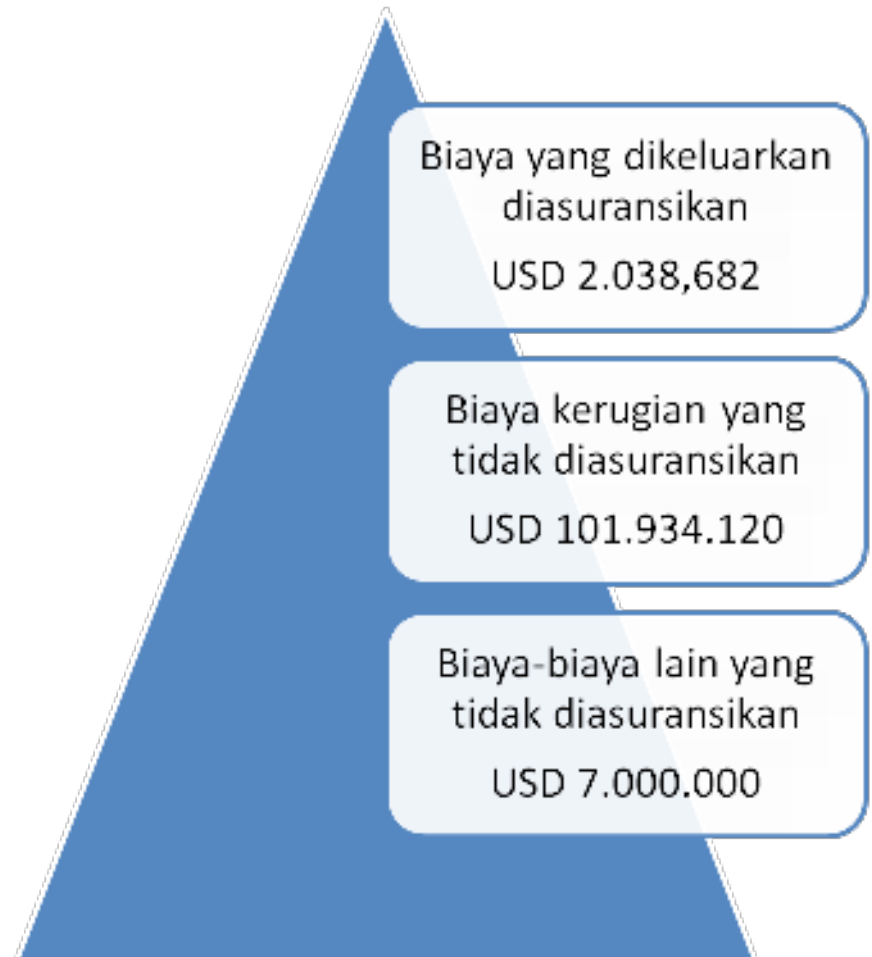 Biaya yang dikeluarkan
diasuransikan
USD 2.038,682
Biaya kerugian yang
tidak diasuransikan
USD 101.934.120
Biaya-biaya lain yang
tidak diasuransikan
USD 7.000.000